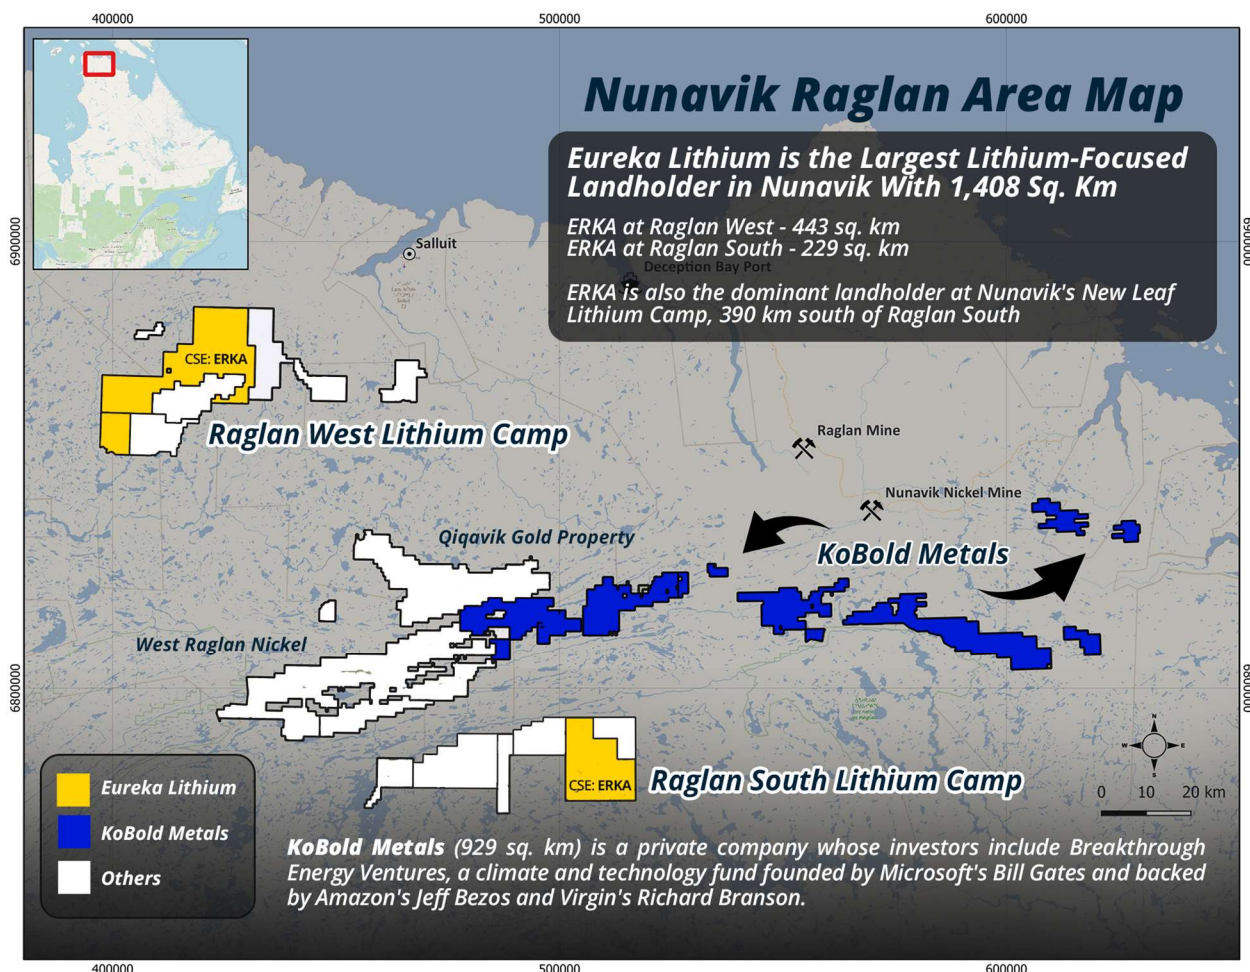 400000
500000
600000
Nunavik Raglan Area Map
Eureka Lithium is the Largest Lithium-Focused
Landholder in Nunavik With 1,408 Sq. Km
ERKA at Raglan West - 443 sq. km
ERKA at Raglan South - 229 sq. km
ERKA is also the dominant landholder at Nunavik's New Leaf
Lithium Camp, 390 km south of Raglan South
6900000
6900000
Salluit
Deception Bay Port
CSE: ERKA
Raglan West Lithium Camp
Raglan Mine
Nunavik Nickel Mine
Qiqavik Gold Property
KoBold Metals
West Raglan Nickel
6800000
6800000
N
W
E
S
CSE: ERKA
Raglan South Lithium Camp
0 10 20 km
Eureka Lithium
KoBold Metals
Others
KoBold Metals (929 sq. km) is a private company whose investors include Breakthrough
Energy Ventures, a climate and technology fund founded by Microsoft's Bill Gates and backed
by Amazon's Jeff Bezos and Virgin's Richard Branson.
400000
500000
600000